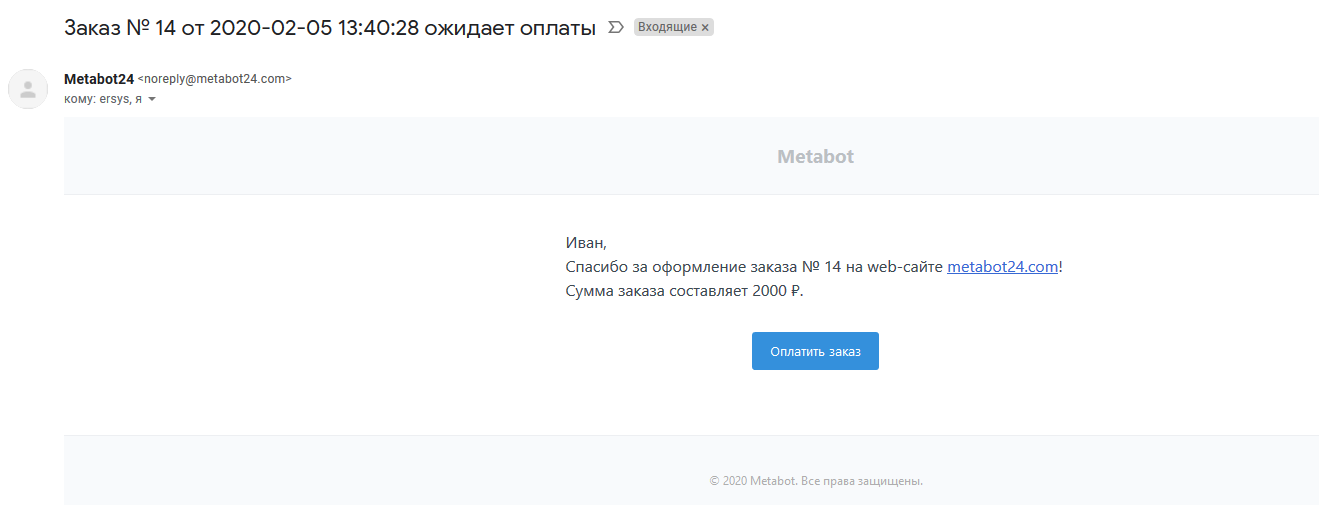 Заказ № 14 от 2020-02-05 13:40:28 ожидает оплаты Входящие ×
Metabot24 <noreply@metabot24.com>
кому: ersys, я
Metabot
Иван,
Спасибо за оформление заказа № 14 на web-сайте metabot24.com!
Сумма заказа составляет 2000 ₽.
Оплатить заказ
© 2020 Metabot. Все права защищены.